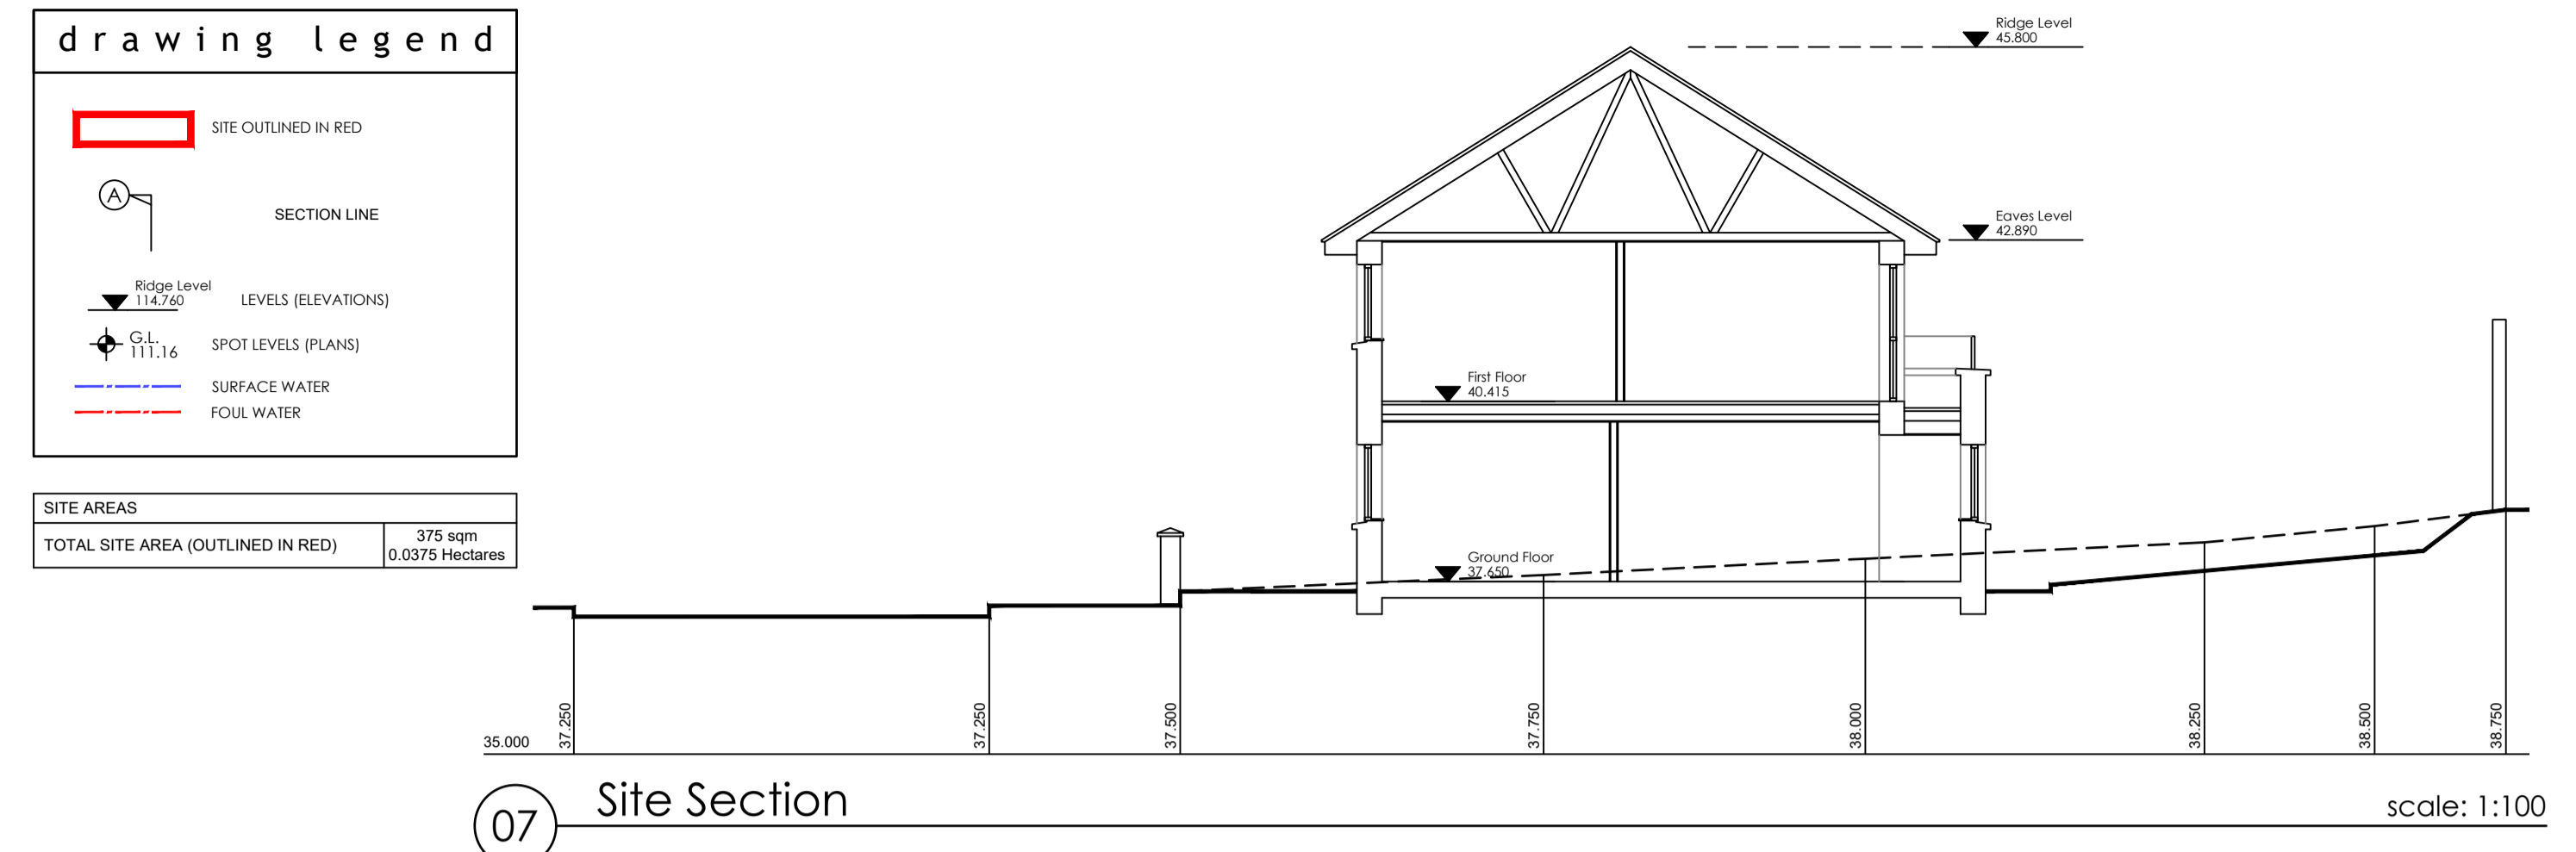 drawing legend
SITE OUTLINED IN RED
A
SECTION LINE
Ridge Level
114.760
LEVELS (ELEVATIONS)
G.L.
111.16
SPOT LEVELS (PLANS)
SURFACE WATER
FOUL WATER
SITE AREAS
TOTAL SITE AREA (OUTLINED IN RED)
375 sqm
0.0375 Hectares
Ridge Level
45.800
Eaves Level
42.890
First Floor
40.415
Ground Floor
37.650
35.000
37.250
37.250
37.500
37.750
38.000
38.250
38.500
38.750
07
Site Section
scale: 1:100